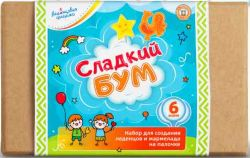 Сладкий
БУМ
6
Набор для создания
леденцов и мармелада
на палочке